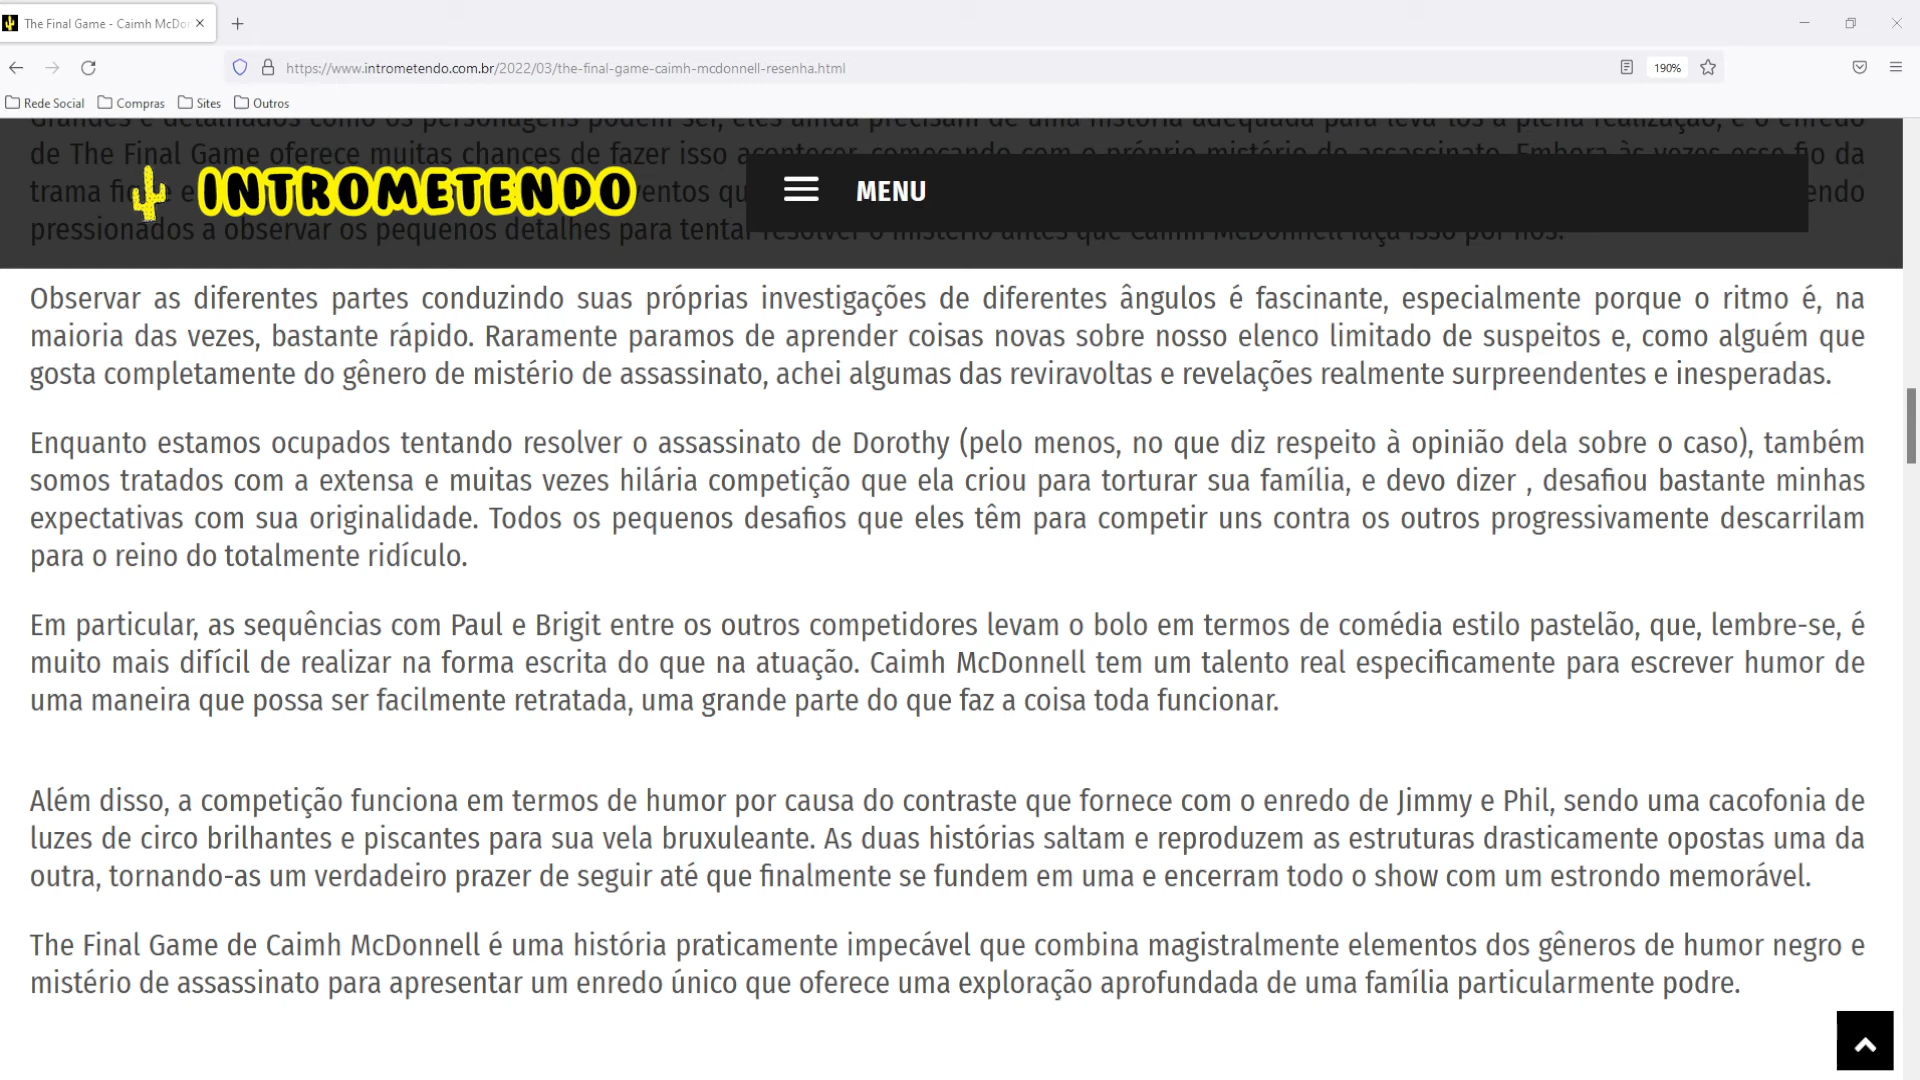 The Final Game - Caimh McDor
https://www.intrometendo.com.br/2022/03/the-final-game-caimh-mcdonnell-resenha.html
190%
Rede Social
Compras
Sites
Outros
Grandes e detalhados como os personagens podem ser, eles ainda precisam de uma história adequada para levá-los à plena realização, e o enredo
de The Final Game oferece muitas chances de fazer isso acontecer, começando com o próprio mistério do assassinato. Embora às vezes esse fio da
trama
INTROMETENDO
MENU
pressionados a observar os pequenos detalhes para tentar resolver o mistério antes que Caimh McDonnell faça isso por nós.
Observar as diferentes partes conduzindo suas próprias investigações de diferentes ângulos é fascinante, especialmente porque o ritmo é, na
maioria das vezes, bastante rápido. Raramente paramos de aprender coisas novas sobre nosso elenco limitado de suspeitos e, como alguém que
gosta completamente do gênero de mistério de assassinato, achei algumas das reviravoltas e revelações realmente surpreendentes e inesperadas.
Enquanto estamos ocupados tentando resolver o assassinato de Dorothy (pelo menos, no que diz respeito à opinião dela sobre o caso), também
somos tratados com a extensa e muitas vezes hilária competição que ela criou para torturar sua família, e devo dizer , desafiou bastante minhas
expectativas com sua originalidade. Todos os pequenos desafios que eles têm para competir uns contra os outros progressivamente descarrilam
para o reino do totalmente ridículo.
Em particular, as sequências com Paul e Brigit entre os outros competidores levam o bolo em termos de comédia estilo pastelão, que, lembre-se, é
muito mais difícil de realizar na forma escrita do que na atuação. Caimh McDonnell tem um talento real especificamente para escrever humor de
uma maneira que possa ser facilmente retratada, uma grande parte do que faz a coisa toda funcionar.
Além disso, a competição funciona em termos de humor por causa do contraste que fornece com o enredo de Jimmy e Phil, sendo uma cacofonia de
luzes de circo brilhantes e piscantes para sua vela bruxuleante. As duas histórias saltam e reproduzem as estruturas drasticamente opostas uma da
outra, tornando-as um verdadeiro prazer de seguir até que finalmente se fundem em uma e encerram todo o show com um estrondo memorável.
The Final Game de Caimh McDonnell é uma história praticamente impecável que combina magistralmente elementos dos gêneros de humor negro e
mistério de assassinato para apresentar um enredo único que oferece uma exploração aprofundada de uma família particularmente podre.